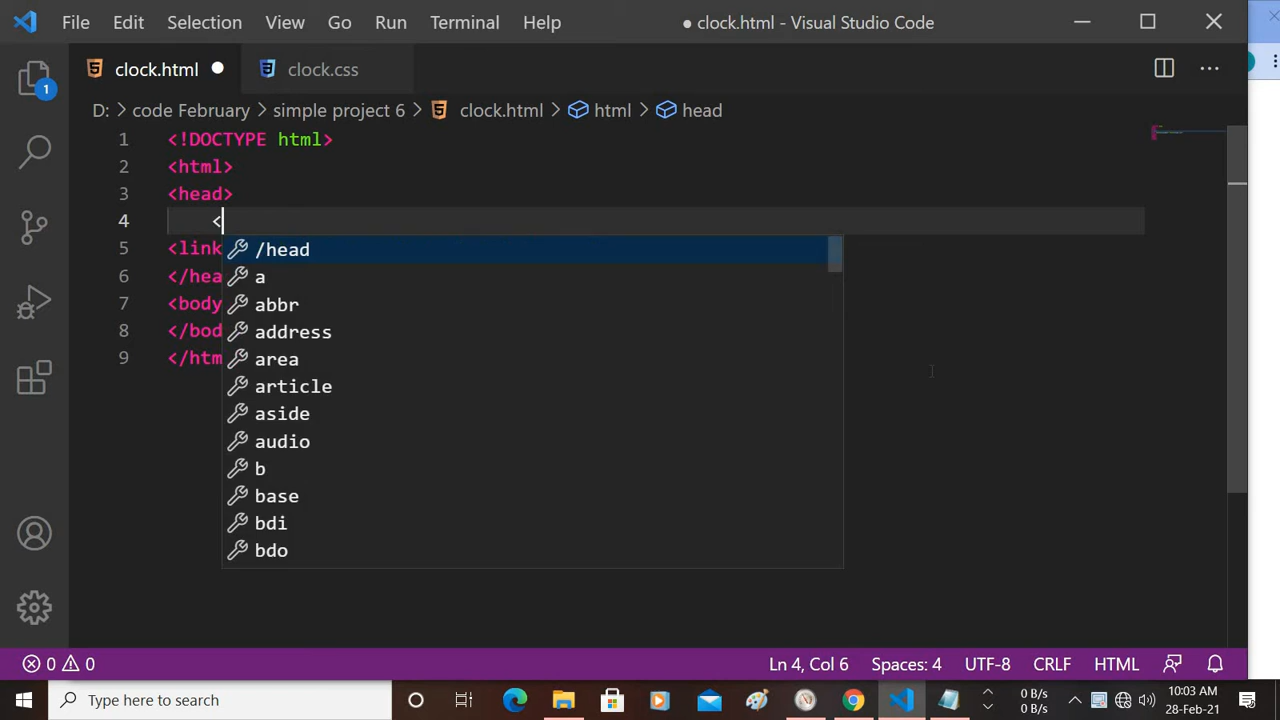 File Edit Selection View Go Run Terminal Help ● clock.html - Visual Studio Code
clock.html ● clock.css
1
D: > code February > simple project 6 > clock.html > html > head
1 <!DOCTYPE html>
2 <html>
3 <head>
4 <
5 <link
/head
6 </hea
a
7 <body
abbr
8 </bod
address
9 </htm
area
article
aside
audio
b
base
bdi
bdo
0 0 Ln 4, Col 6 Spaces: 4 UTF-8 CRLF HTML
Type here to search
0 B/s
0 B/s
10:03 AM
28-Feb-21